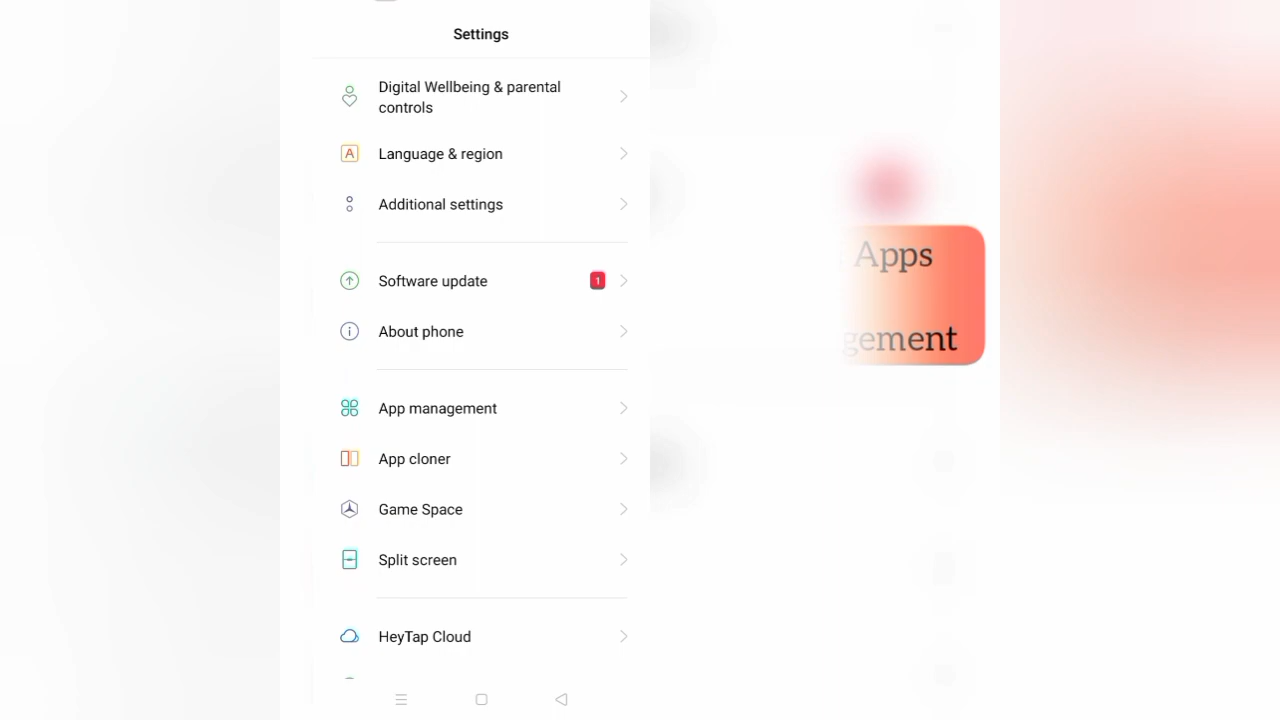 Settings
Digital Wellbeing & parental
controls
Language & region
Additional settings
Software update 1
About phone
App management
App cloner
Game Space
Split screen
HeyTap Cloud
Apps